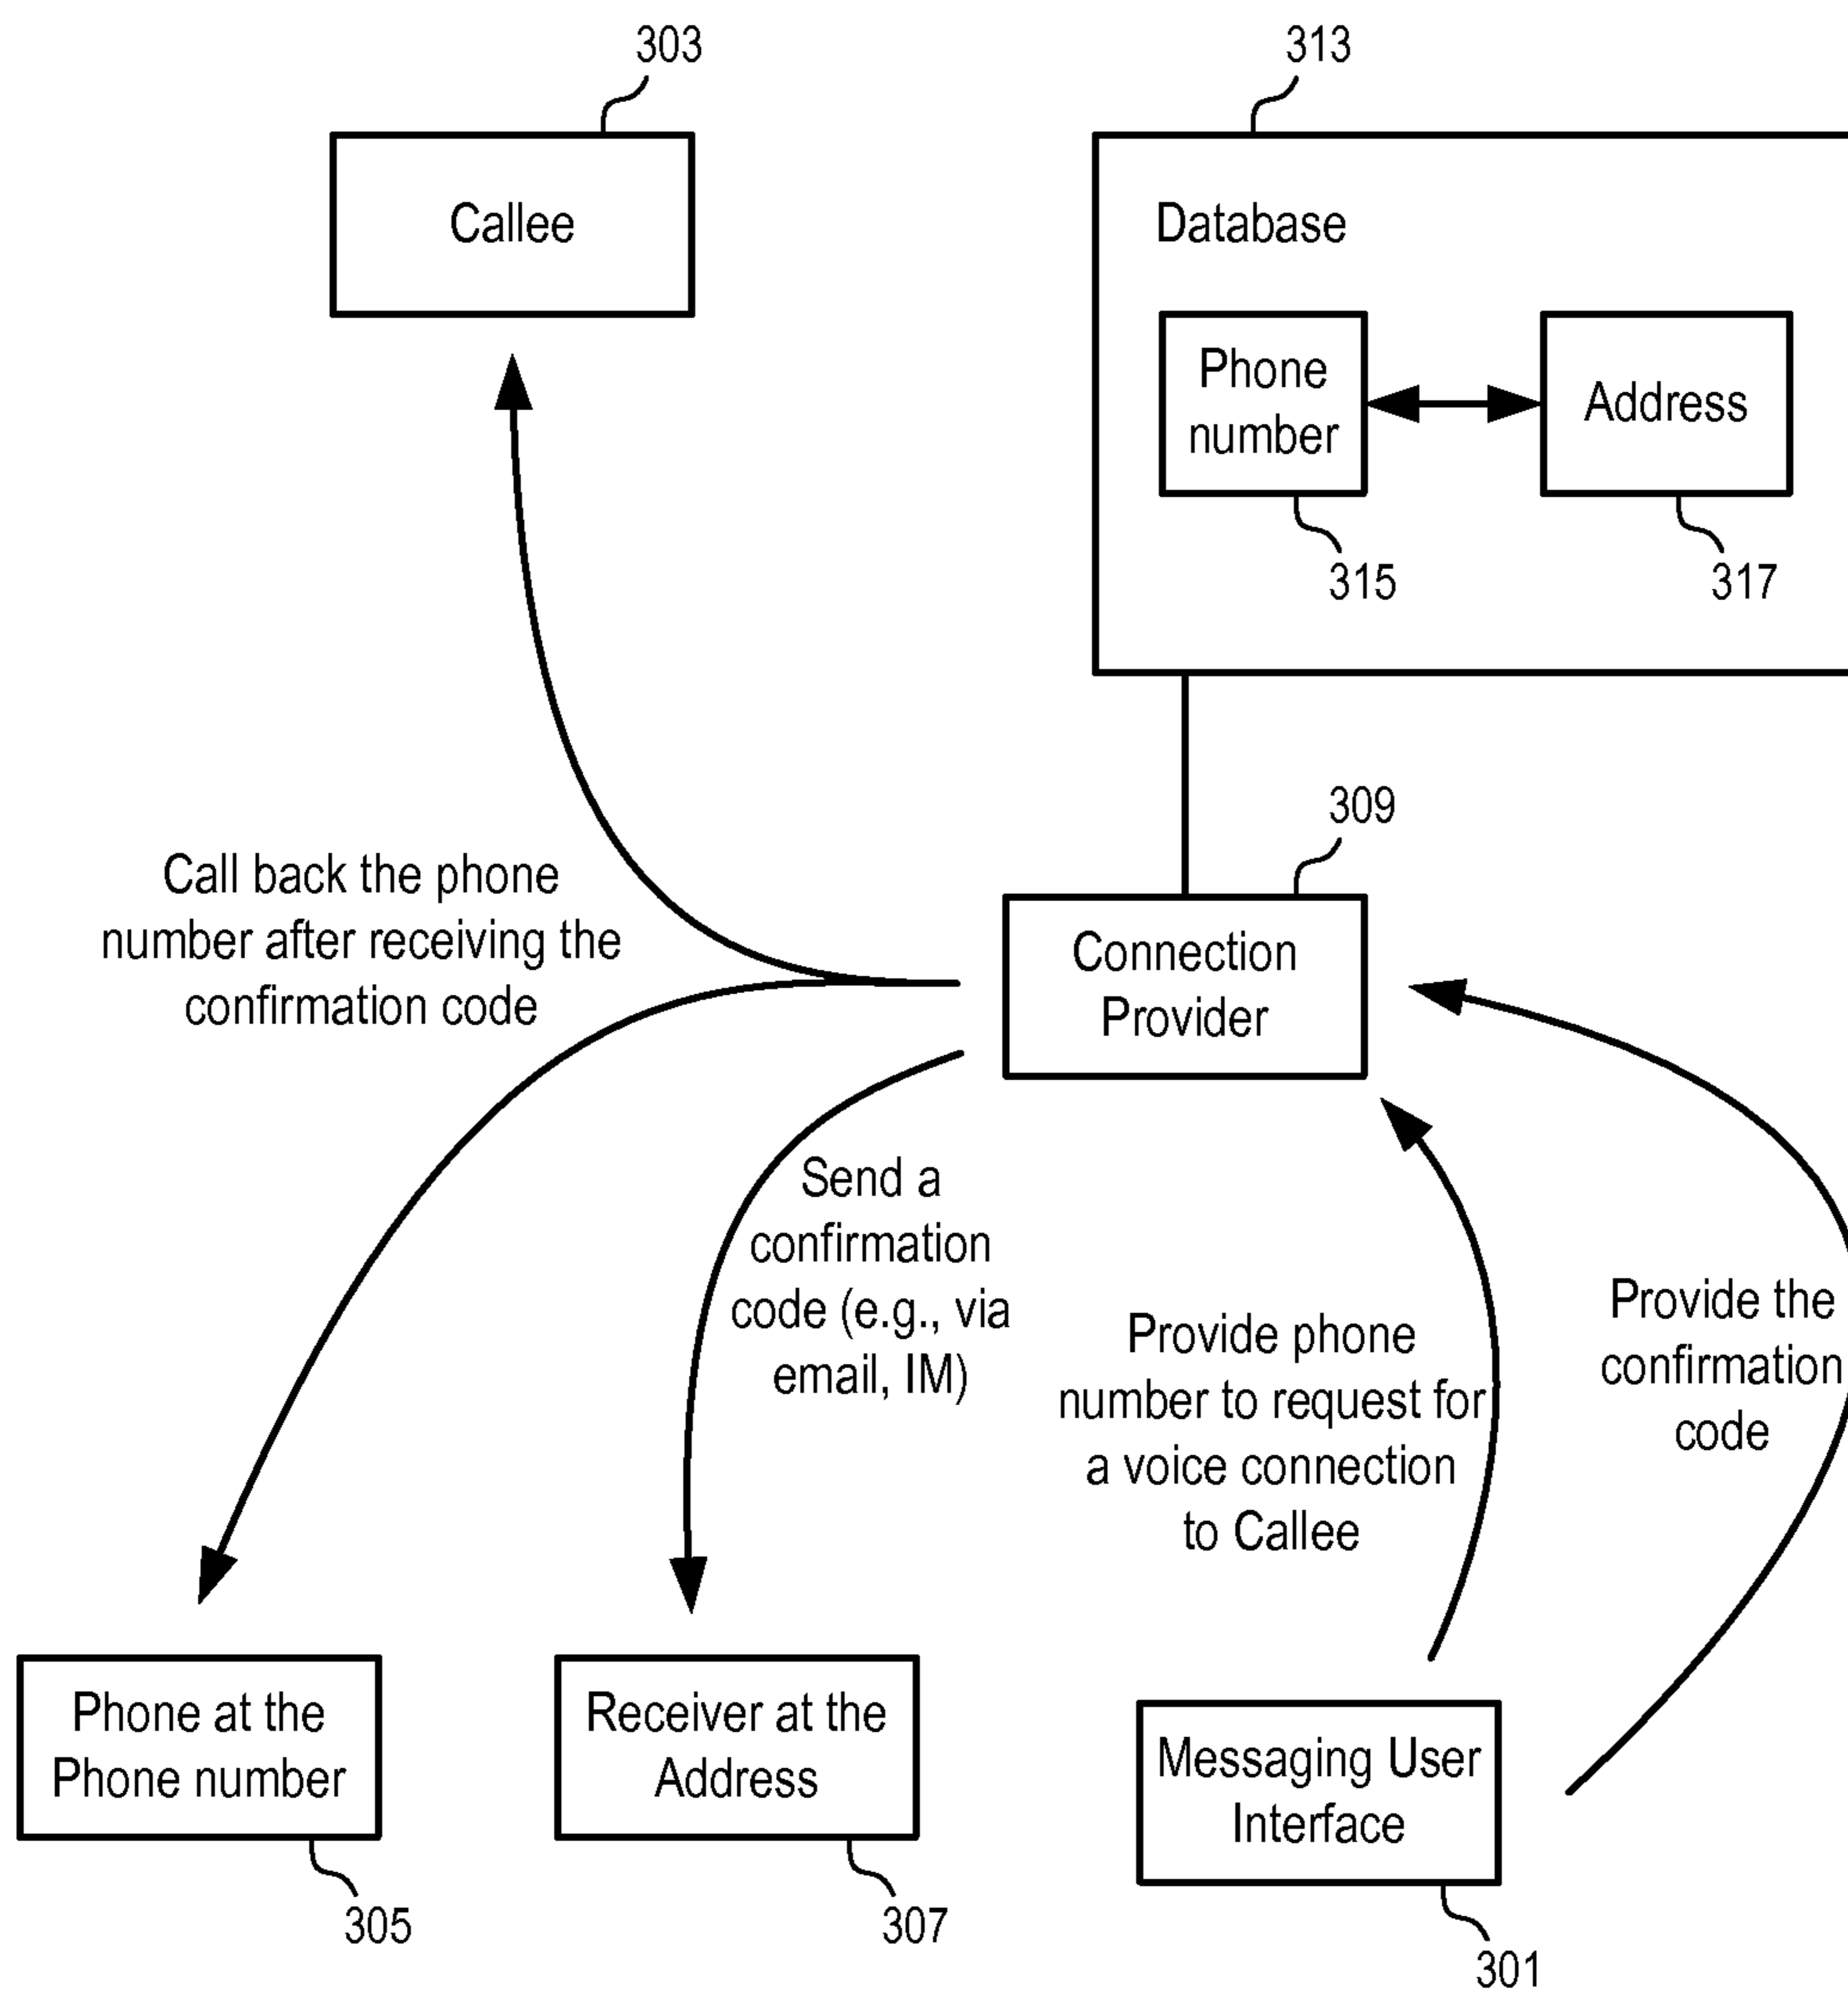 303
313
Callee
Database
Phone
number
Address
315
317
309
Call back the phone
number after receiving the
confirmation code
Connection
Provider
Send a
confirmation
code (e.g., via
email, IM)
Provide phone
number to request for
a voice connection
to Callee
Provide the
confirmation
code
Phone at the
Phone number
Receiver at the
Address
Messaging User
Interface
305
307
301